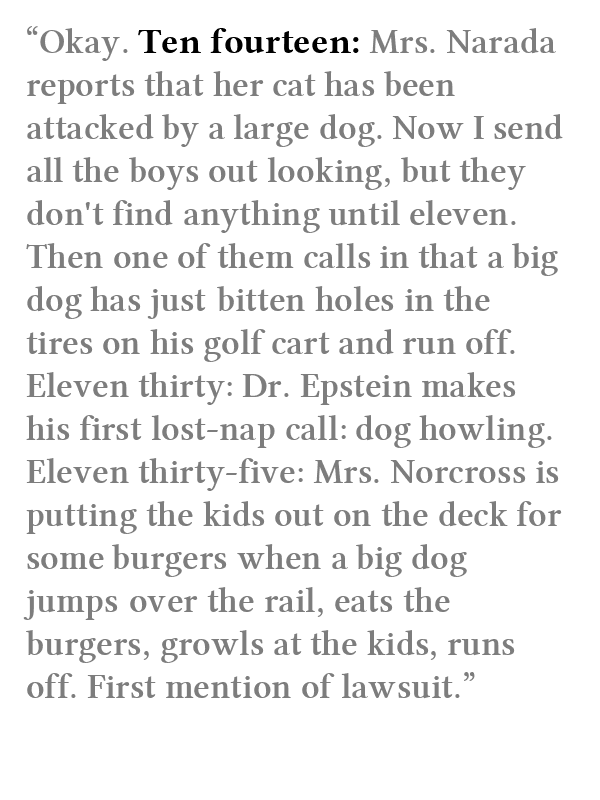 “Okay. Ten fourteen: Mrs. Narada
reports that her cat has been
attacked by a large dog. Now I send
all the boys out looking, but they
don't find anything until eleven.
Then one of them calls in that a big
dog has just bitten holes in the
tires on his golf cart and run off.
Eleven thirty: Dr. Epstein makes
his first lost-nap call: dog howling.
Eleven thirty-five: Mrs. Norcross is
putting the kids out on the deck for
some burgers when a big dog
jumps over the rail, eats the
burgers, growls at the kids, runs
off. First mention of lawsuit.”